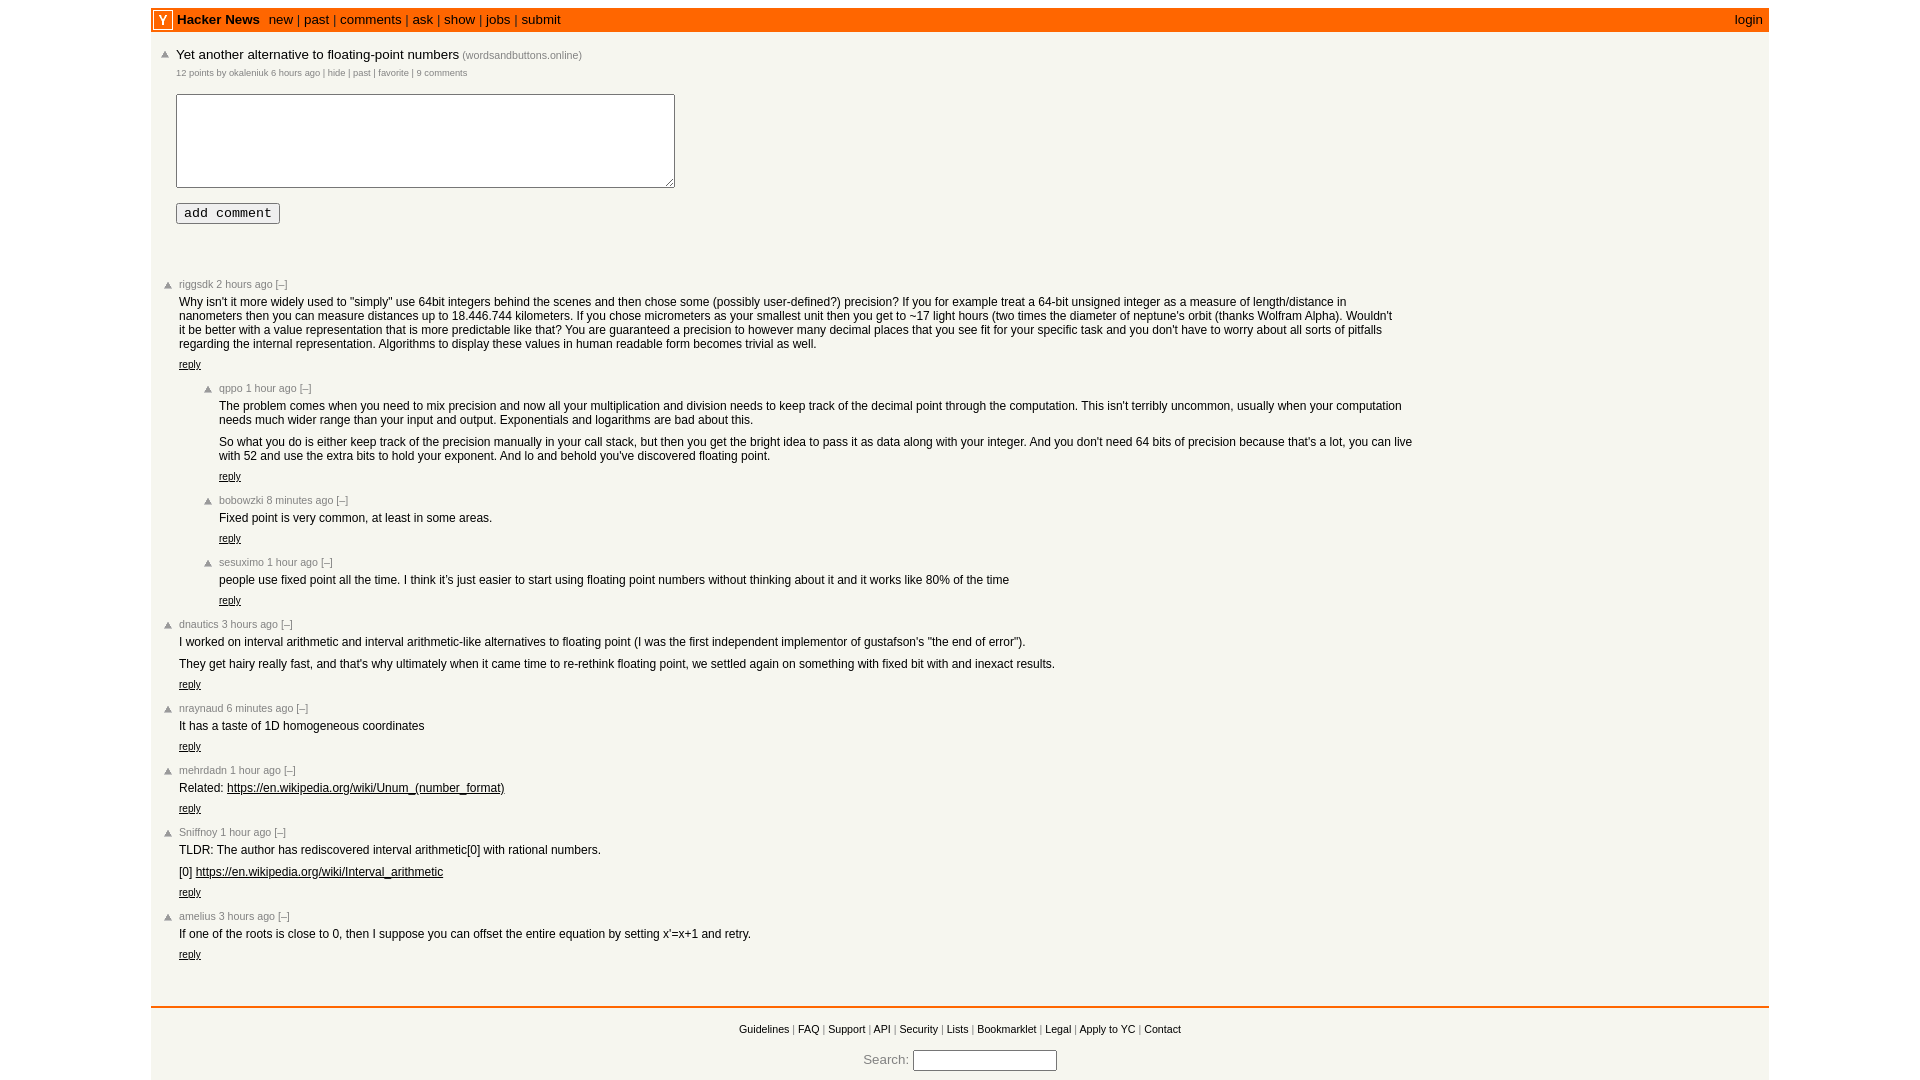 Y Hacker News new | past | comments | ask | show | jobs | submit login
Yet another alternative to floating-point numbers (wordsandbuttons.online)
12 points by okaleniuk 6 hours ago | hide | past | favorite | 9 comments
add comment
riggsdk 2 hours ago [–]
Why isn't it more widely used to "simply" use 64bit integers behind the scenes and then chose some (possibly user-defined?) precision? If you for example treat a 64-bit unsigned integer as a measure of length/distance in
nanometers then you can measure distances up to 18.446.744 kilometers. If you chose micrometers as your smallest unit then you get to ~17 light hours (two times the diameter of neptune's orbit (thanks Wolfram Alpha). Wouldn't
it be better with a value representation that is more predictable like that? You are guaranteed a precision to however many decimal places that you see fit for your specific task and you don't have to worry about all sorts of pitfalls
regarding the internal representation. Algorithms to display these values in human readable form becomes trivial as well.
reply
qppo 1 hour ago [–]
The problem comes when you need to mix precision and now all your multiplication and division needs to keep track of the decimal point through the computation. This isn't terribly uncommon, usually when your computation
needs much wider range than your input and output. Exponentials and logarithms are bad about this.
So what you do is either keep track of the precision manually in your call stack, but then you get the bright idea to pass it as data along with your integer. And you don't need 64 bits of precision because that's a lot, you can live
with 52 and use the extra bits to hold your exponent. And lo and behold you've discovered floating point.
reply
bobowzki 8 minutes ago [–]
Fixed point is very common, at least in some areas.
reply
sesuximo 1 hour ago [–]
people use fixed point all the time. I think it’s just easier to start using floating point numbers without thinking about it and it works like 80% of the time
reply
dnautics 3 hours ago [–]
I worked on interval arithmetic and interval arithmetic-like alternatives to floating point (I was the first independent implementor of gustafson's "the end of error").
They get hairy really fast, and that's why ultimately when it came time to re-rethink floating point, we settled again on something with fixed bit with and inexact results.
reply
nraynaud 6 minutes ago [–]
It has a taste of 1D homogeneous coordinates
reply
mehrdadn 1 hour ago [–]
Related: https://en.wikipedia.org/wiki/Unum_(number_format)
reply
Sniffnoy 1 hour ago [–]
TLDR: The author has rediscovered interval arithmetic[0] with rational numbers.
[0] https://en.wikipedia.org/wiki/Interval_arithmetic
reply
amelius 3 hours ago [–]
If one of the roots is close to 0, then I suppose you can offset the entire equation by setting x'=x+1 and retry.
reply
Guidelines | FAQ | Support | API | Security | Lists | Bookmarklet | Legal | Apply to YC | Contact
Search: